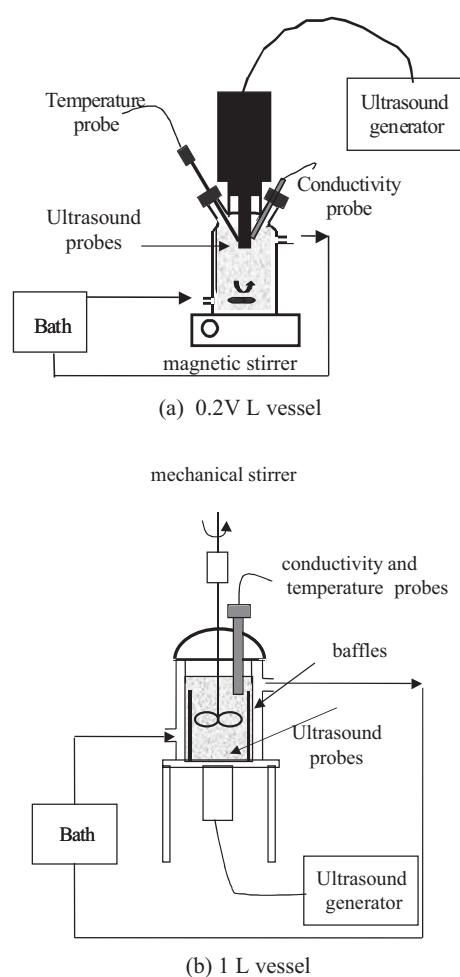 Temperature
probe
Ultrasound
generator
Conductivity
probe
Ultrasound
probes
Bath
magnetic stirrer
(a) 0.2V L vessel
mechanical stirrer
conductivity and
temperature probes
baffles
Ultrasound
probes
Bath
Ultrasound
generator
(b) 1 L vessel